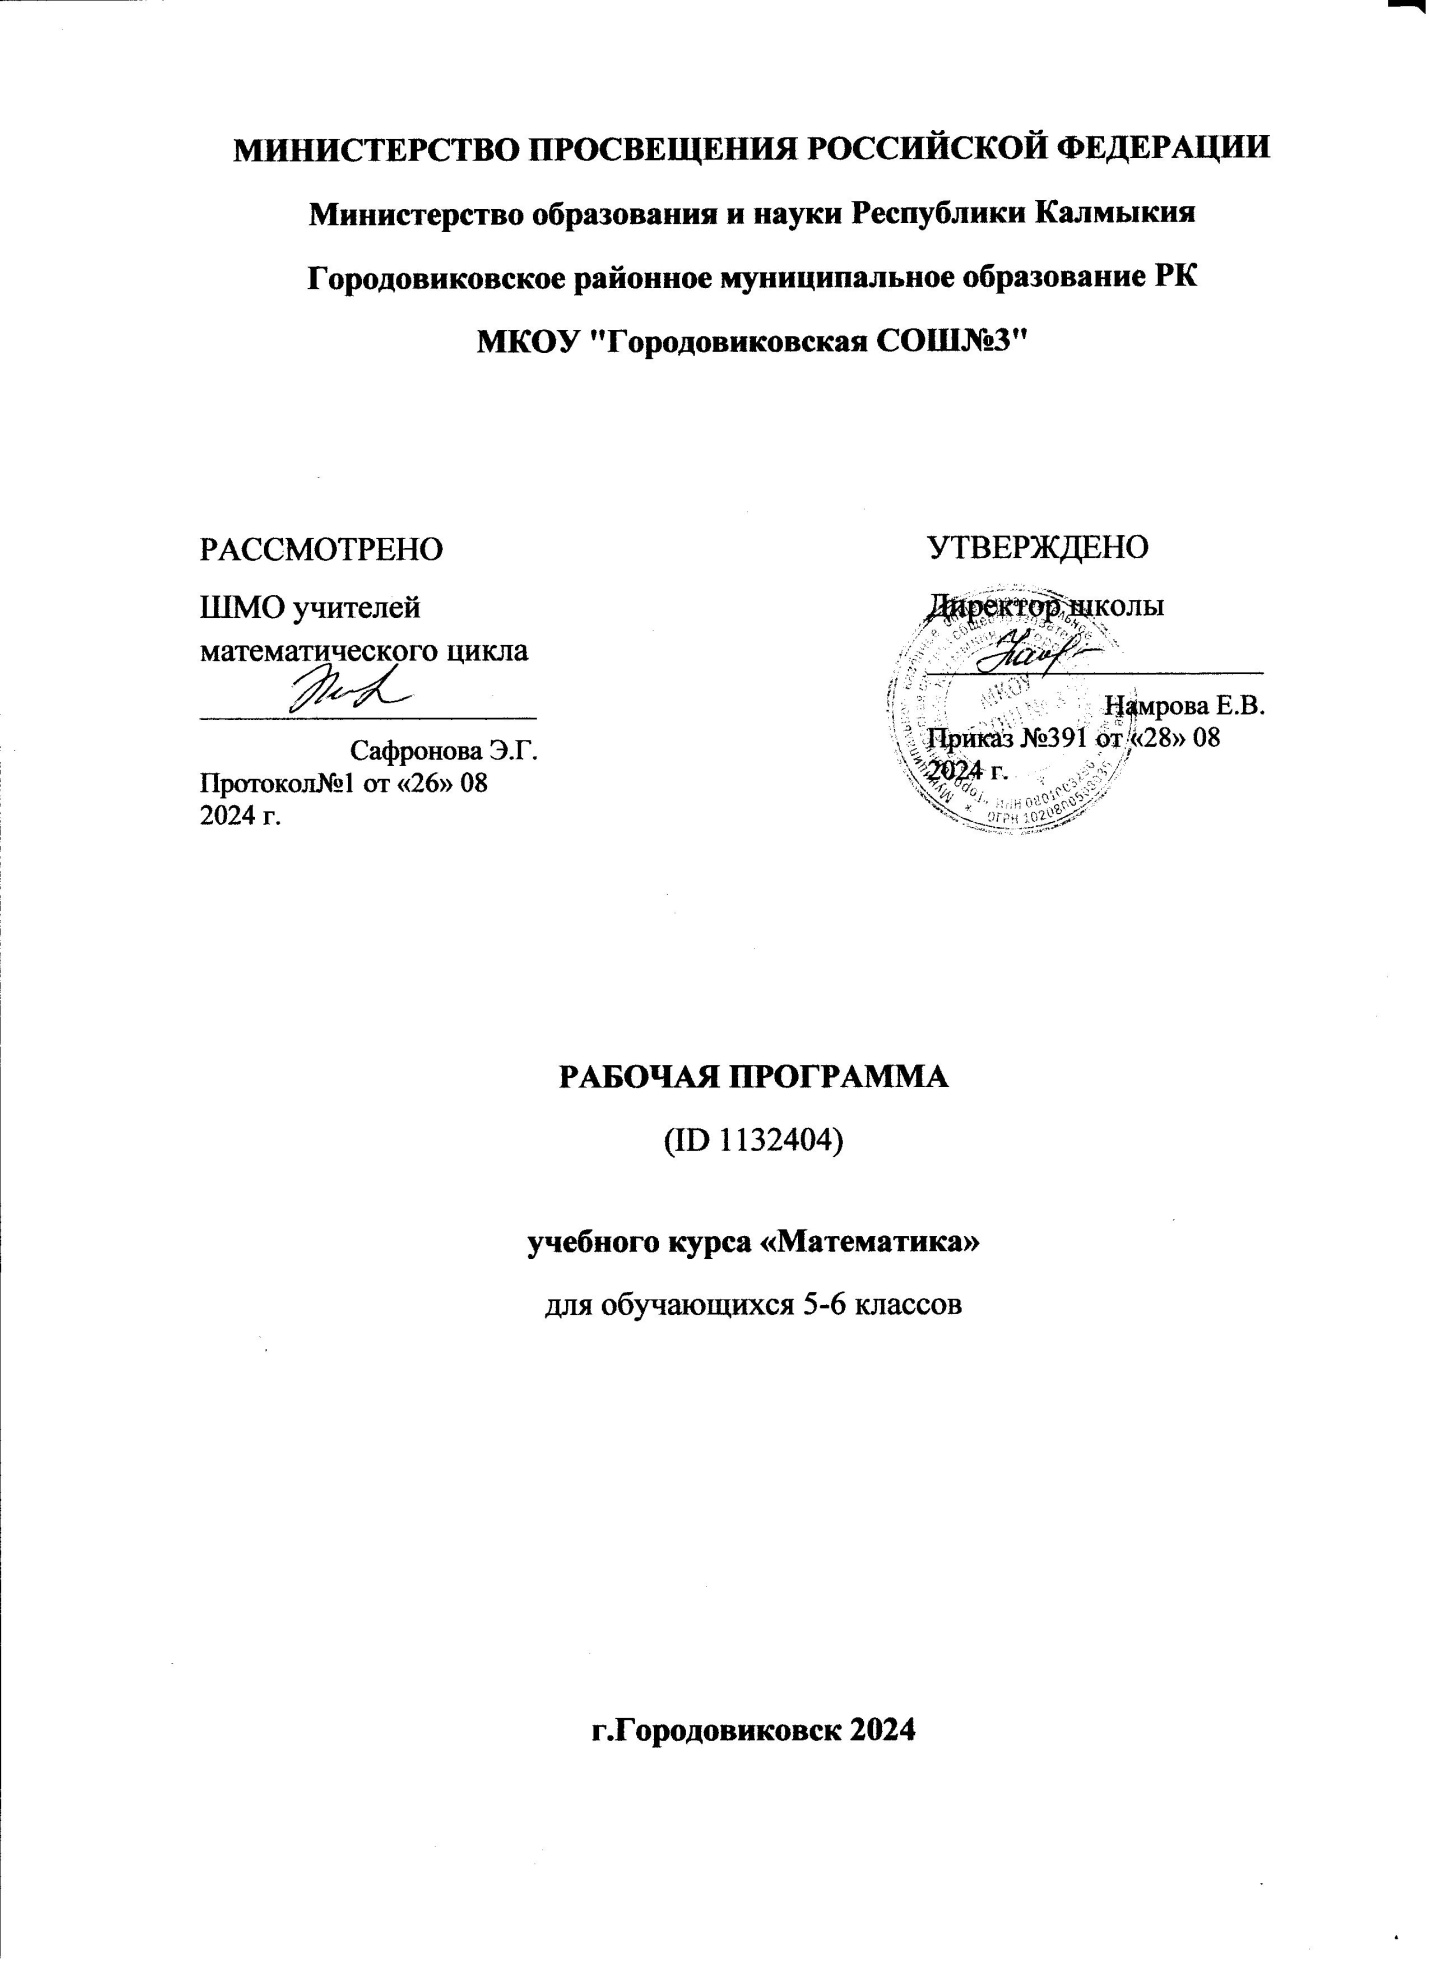 МИНИСТЕРСТВО ПРОСВЕЩЕНИЯ РОССИЙСКОЙ ФЕДЕРАЦИИ
Министерство образования и науки Республики Калмыкия
Городовиковское районное муниципальное образование РК
МКОУ "Городовиковская СОШ№3"
РАССМОТРЕНО
ШМО учителей
математического цикла
Сафронова Э.Г.
Протокол№1 от «26» 08
2024 г.
УТВЕРЖДЕНО
Директор школы
Намрова Е.В.
Приказ №391 от «28» 08
2024 г.
МКОУ
РАБОЧАЯ ПРОГРАММА
(ID 1132404)
учебного курса «Математика»
для обучающихся 5-6 классов
г.Городовиковск 2024